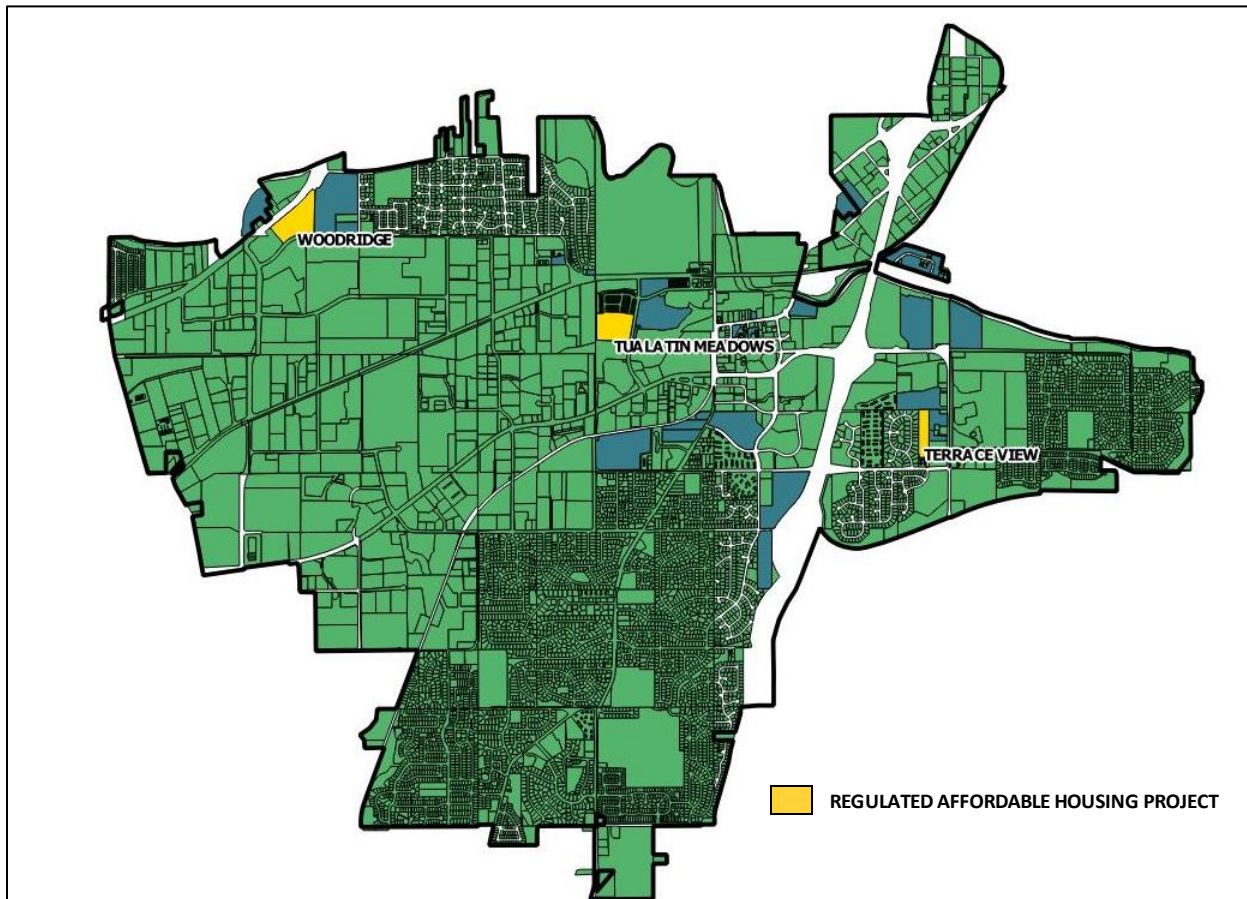 WOODRIDGE
TUALATIN MEADOWS
TERRACE VIEW
REGULATED AFFORDABLE HOUSING PROJECT